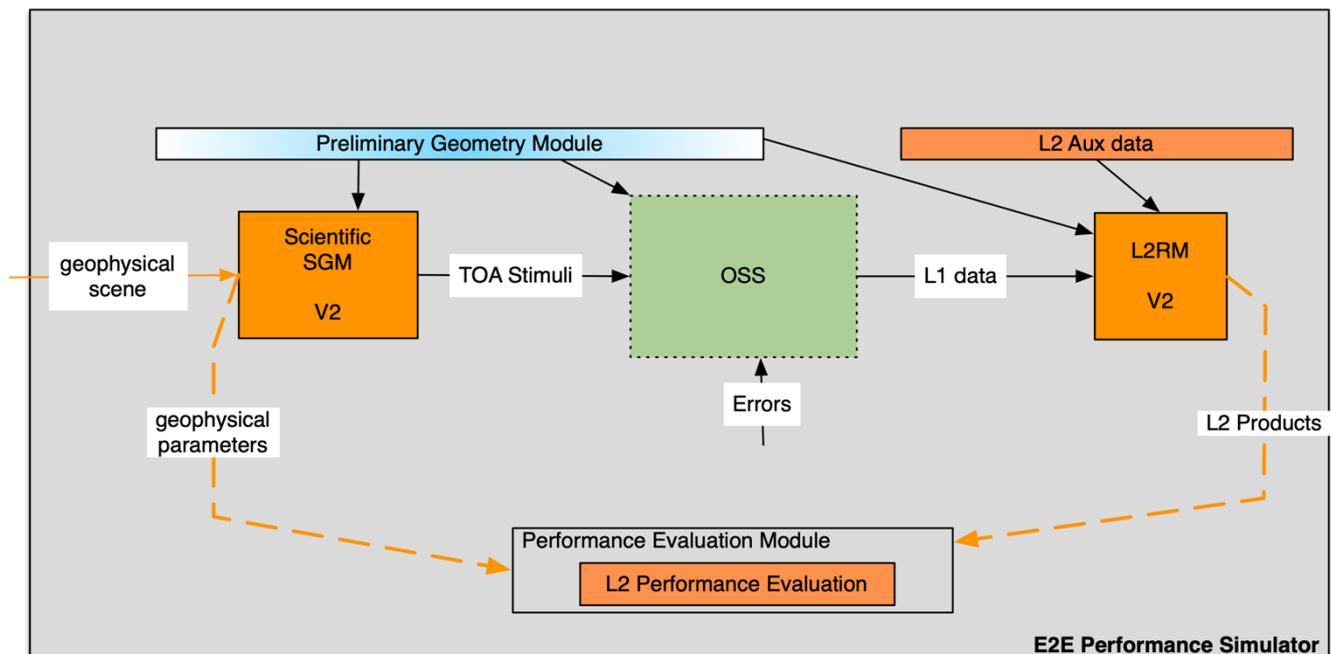 Preliminary Geometry Module
L2 Aux data
Scientific
SGM
V2
geophysical
scene
TOA Stimuli
OSS
L1 data
L2RM
V2
Errors
geophysical
parameters
L2 Products
Performance Evaluation Module
L2 Performance Evaluation
E2E Performance Simulator